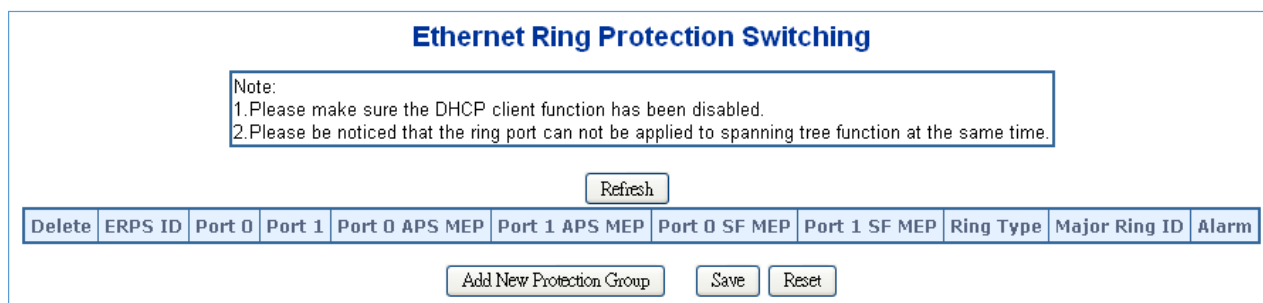 Ethernet Ring Protection Switching
Note:
1.Please make sure the DHCP client function has been disabled.
2.Please be noticed that the ring port can not be applied to spanning tree function at the same time.
Refresh
Delete ERPS ID Port 0 Port 1 Port 0 APS MEP Port 1 APS MEP Port 0 SF MEP Port 1 SF MEP Ring Type Major Ring ID Alarm
Add New Protection Group Save Reset